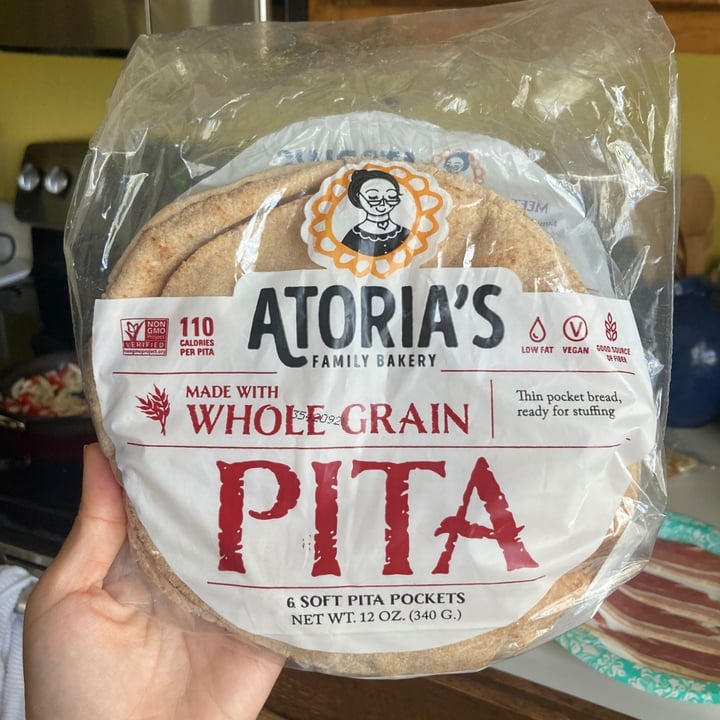 ATORIA'S
FAMILY BAKERY
NON
GMO
Project
VERIFIED
nongmoproject.org
110
CALORIES
PER PITA
LOW FAT
VEGAN
GOOD SOURCE
OF FIBER
MADE WITH
WHOLE GRAIN
Thin pocket bread,
ready for stuffing
PITA
6 SOFT PITA POCKETS
NET WT. 12 OZ. (340 G.)